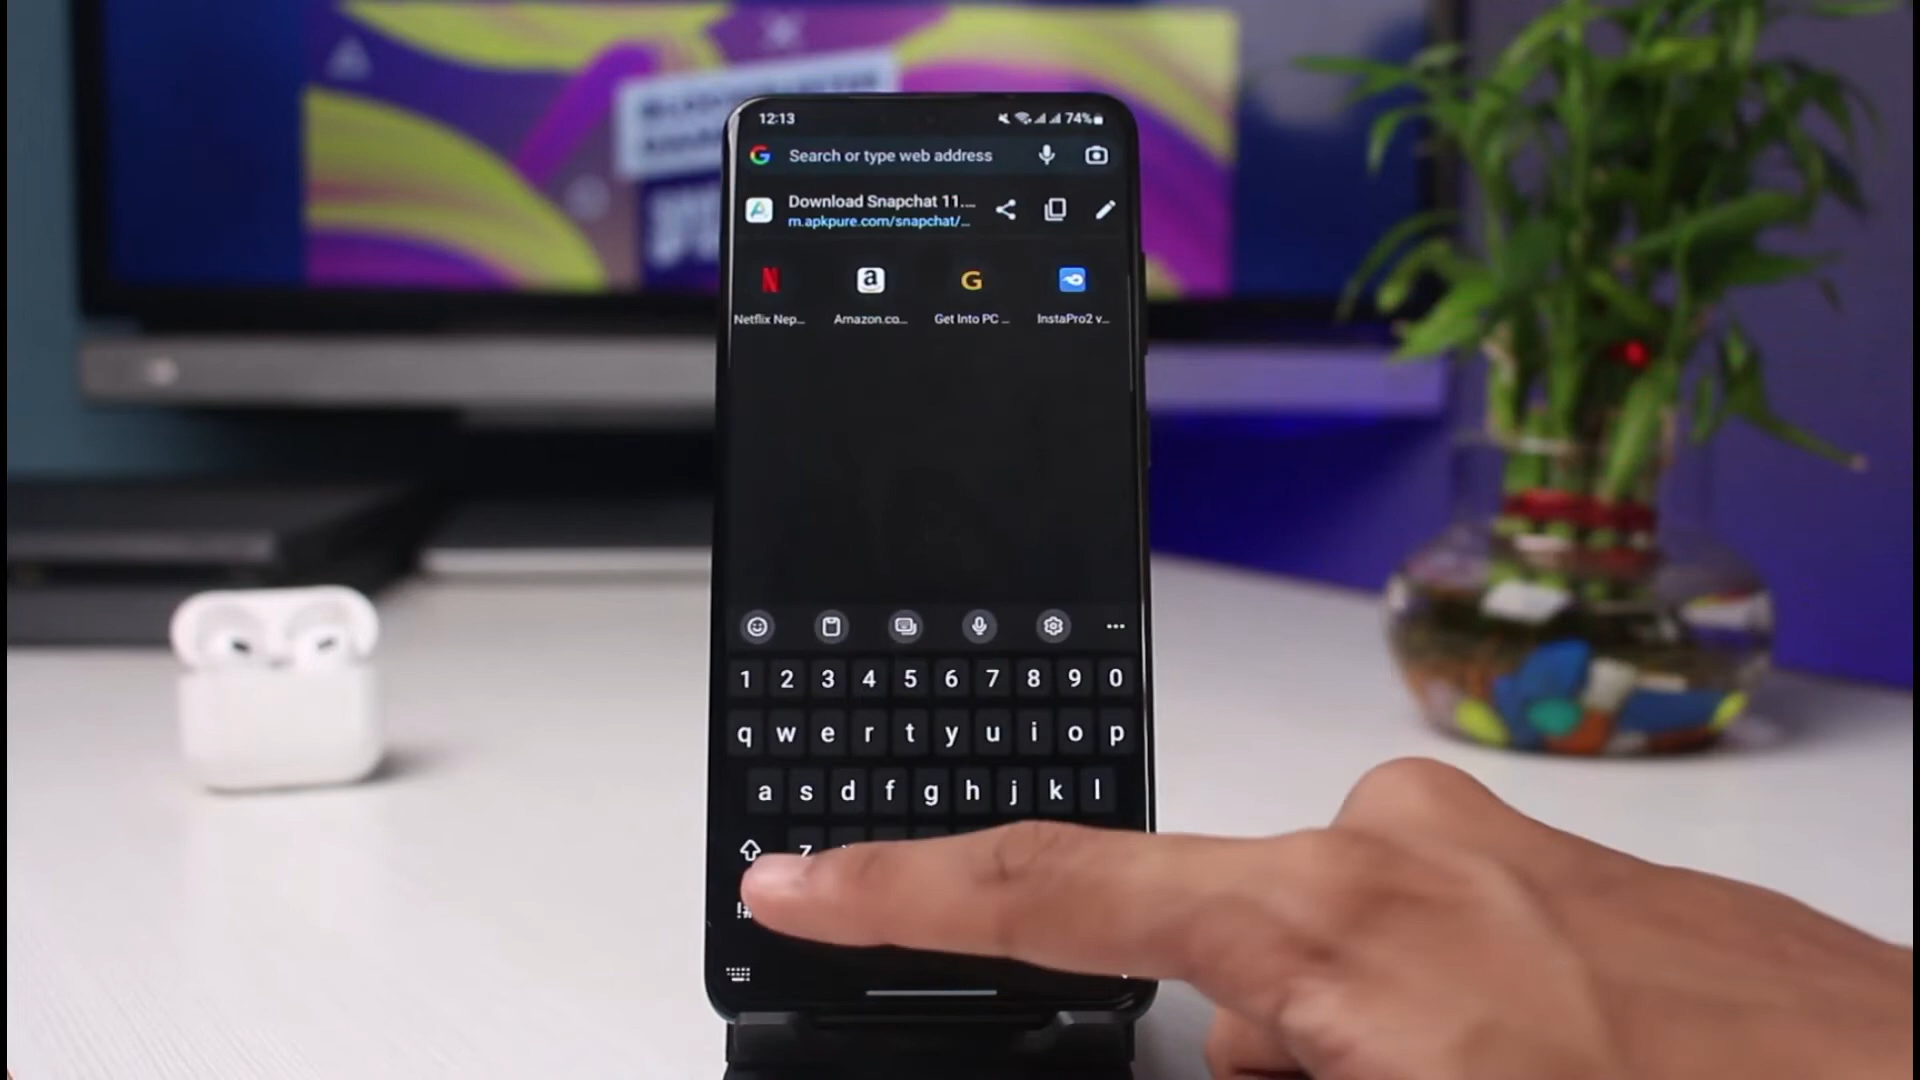 12:13 74%
Search or type web address
Download Snapchat 11....
m.apkpure.com/snapchat/...
Netflix Nep... Amazon.co... Get Into PC ... InstaPro2 v...
1 2 3 4 5 6 7 8 9 0
q w e r t y u i o p
a s d f g h j k l
z
!#